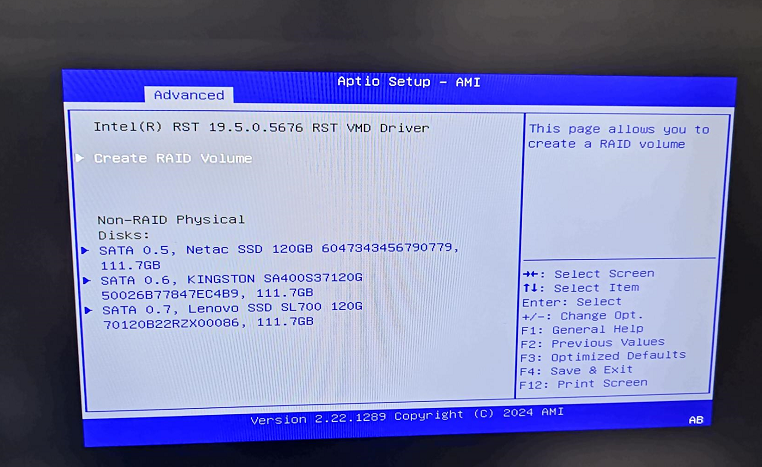 Aptio Setup - AMI
Advanced
Intel(R) RST 19.5.0.5676 RST VMD Driver
Create RAID Volume
Non-RAID Physical
Disks:
SATA 0.5, Netac SSD 120GB 6047343456790779,
111.7GB
SATA 0.6, KINGSTON SA400S37120G
50026B77847EC4B9, 111.7GB
SATA 0.7, Lenovo SSD SL700 120G
70120B22RZX00086, 111.7GB
This page allows you to
create a RAID volume
→←: Select Screen
↑↓: Select Item
Enter: Select
+/-: Change Opt.
F1: General Help
F2: Previous Values
F3: Optimized Defaults
F4: Save & Exit
F12: Print Screen
Version 2.22.1289 Copyright (C) 2024 AMI
AB